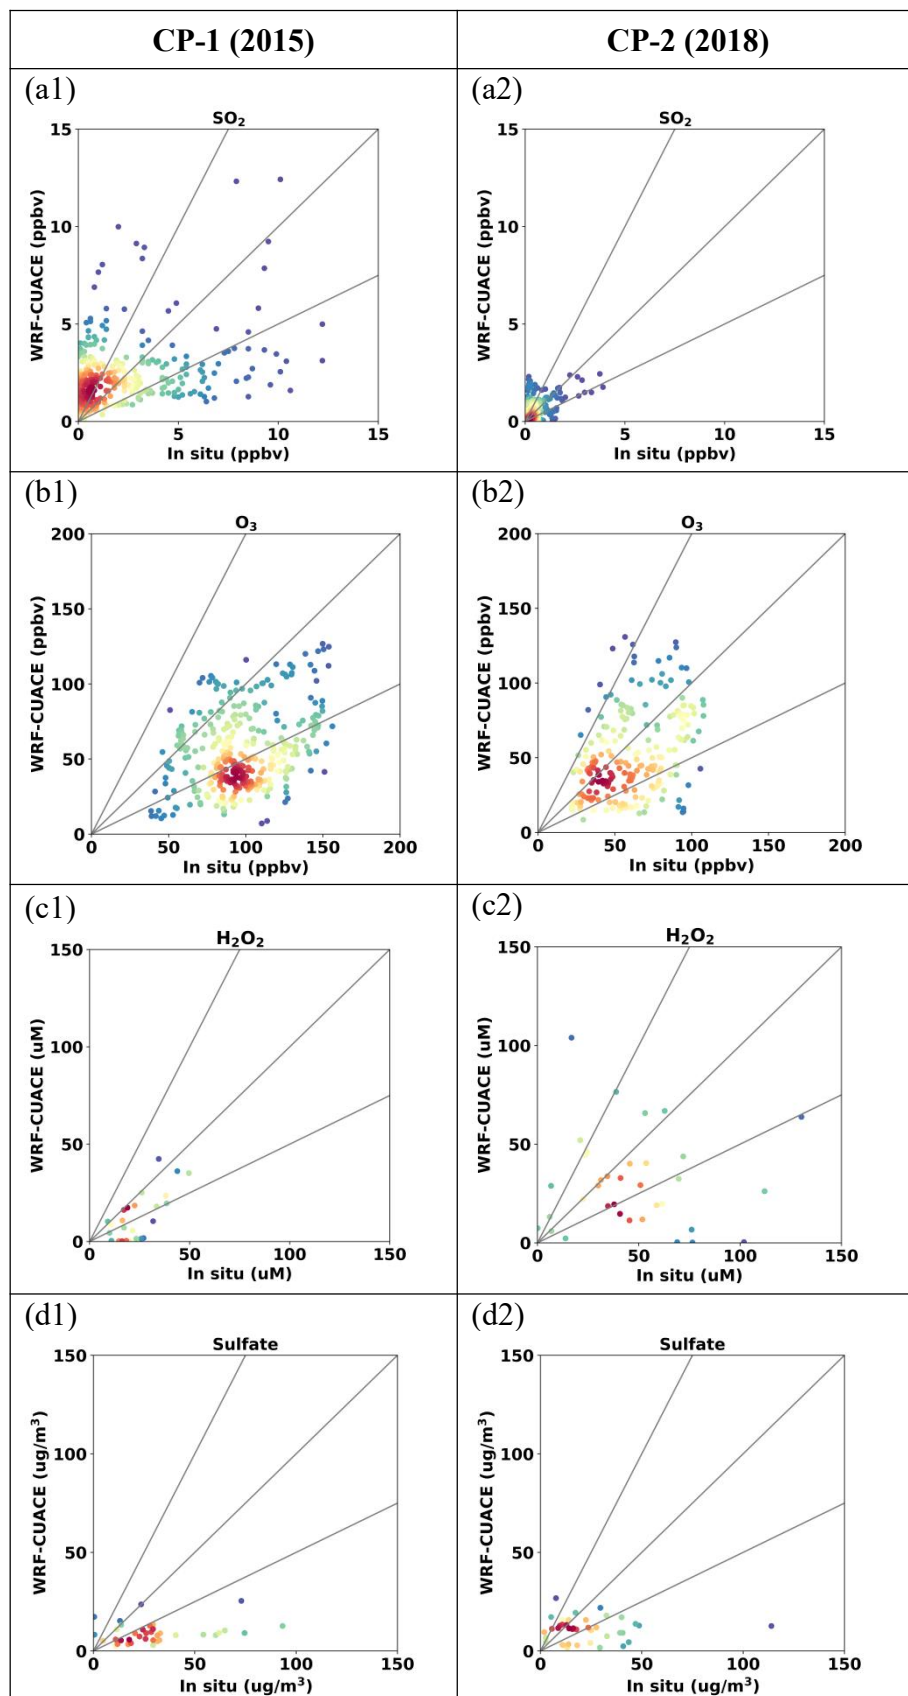 CP-1 (2015)
CP-2 (2018)
(a1)
SO2
15
10
5
0
WRF-CUACE (ppbv)
0 5 10 15
In situ (ppbv)
(a2)
SO2
15
10
5
0
WRF-CUACE (ppbv)
0 5 10 15
In situ (ppbv)
(b1)
O3
200
150
100
50
0
WRF-CUACE (ppbv)
0 50 100 150 200
In situ (ppbv)
(b2)
O3
200
150
100
50
0
WRF-CUACE (ppbv)
0 50 100 150 200
In situ (ppbv)
(c1)
H2O2
150
100
50
0
WRF-CUACE (uM)
0 50 100 150
In situ (uM)
(c2)
H2O2
150
100
50
0
WRF-CUACE (uM)
0 50 100 150
In situ (uM)
(d1)
Sulfate
150
100
50
0
WRF-CUACE (ug/m³)
0 50 100 150
In situ (ug/m³)
(d2)
Sulfate
150
100
50
0
WRF-CUACE (ug/m³)
0 50 100 150
In situ (ug/m³)